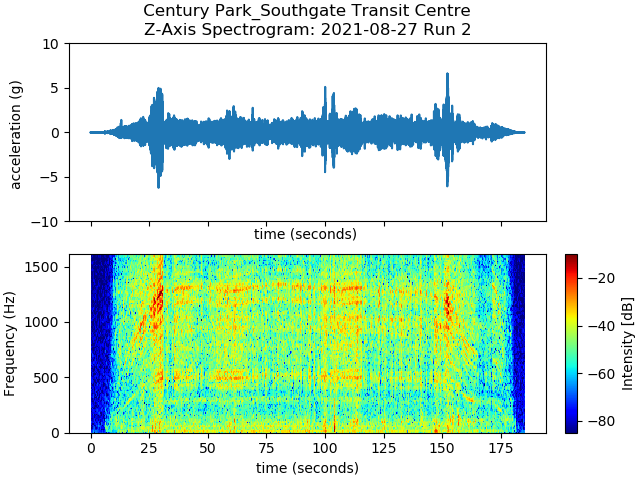 Century Park_Southgate Transit Centre
Z-Axis Spectrogram: 2021-08-27 Run 2
acceleration (g)
10
5
0
−5
−10
time (seconds)
Frequency (Hz)
1500
1000
500
0
0 25 50 75 100 125 150 175
time (seconds)
−20
−40
−60
−80
Intensity [dB]